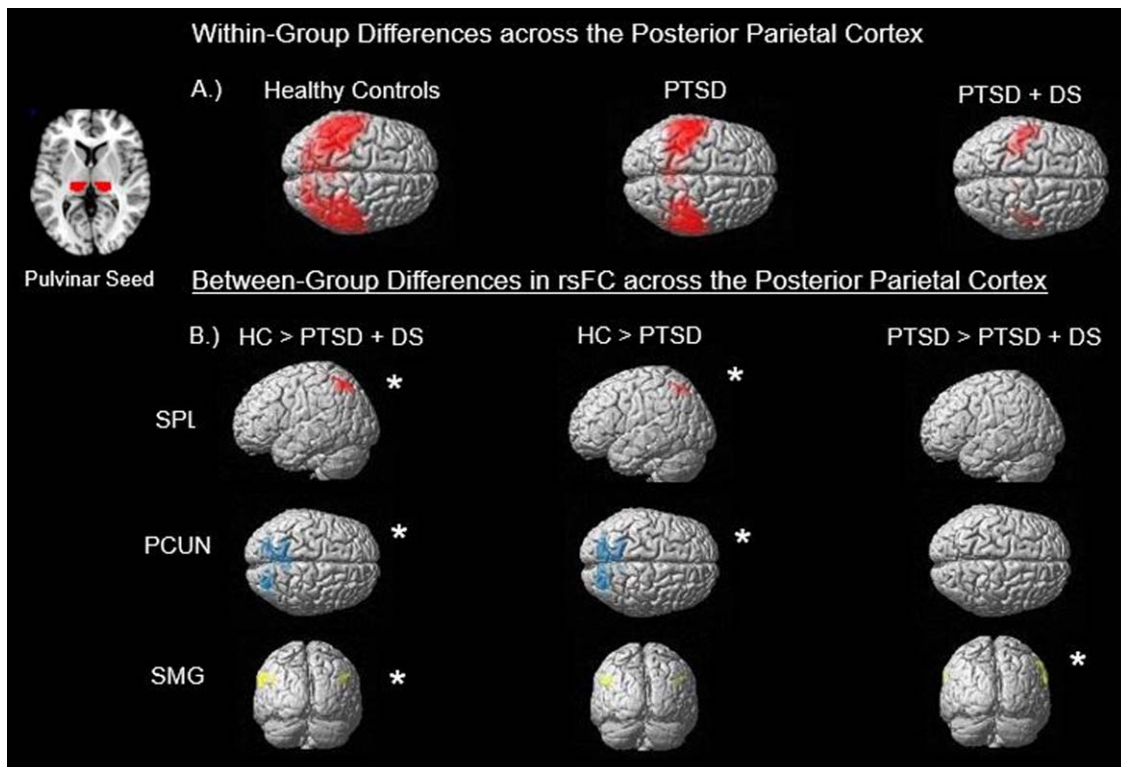 Within-Group Differences across the Posterior Parietal Cortex
A.) Healthy Controls PTSD PTSD + DS
Pulvinar Seed
Between-Group Differences in rsFC across the Posterior Parietal Cortex
B.) HC > PTSD + DS HC > PTSD PTSD > PTSD + DS
SPL * *
PCUN * *
SMG * *